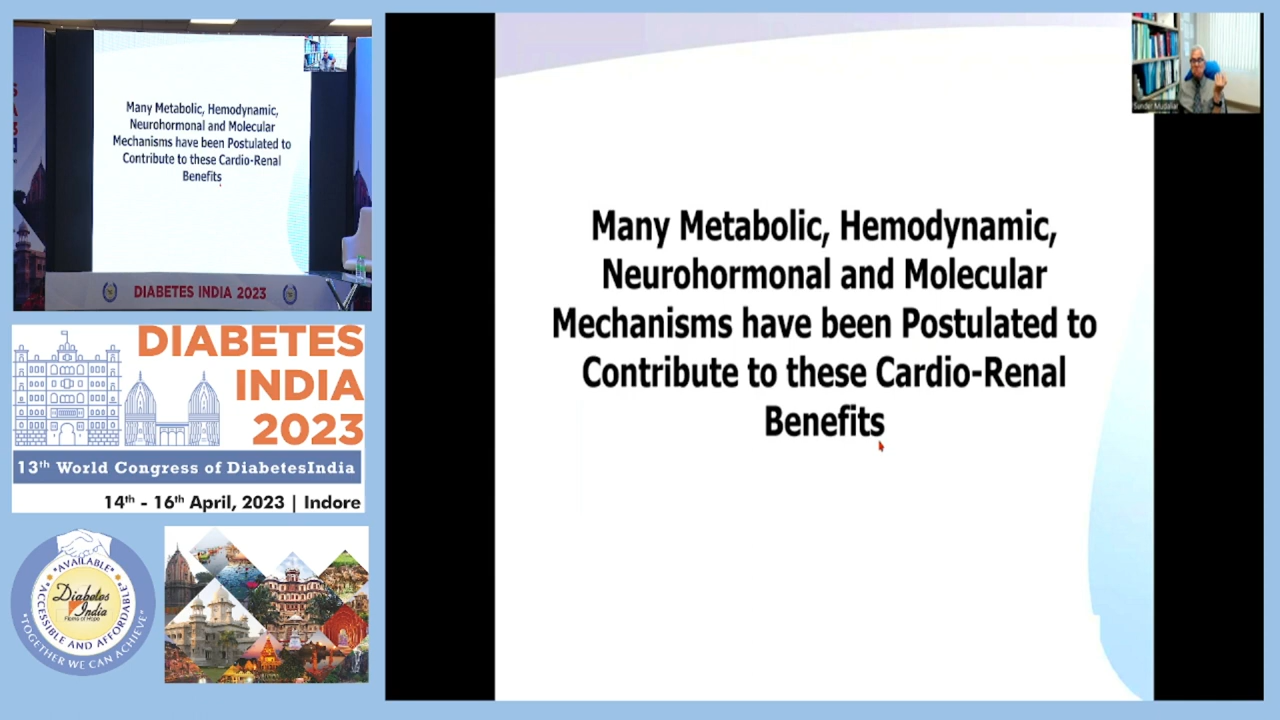 Many Metabolic, Hemodynamic,
Neurohormonal and Molecular
Mechanisms have been Postulated to
Contribute to these Cardio-Renal
Benefits
DIABETES INDIA 2023
DIABETES
INDIA
2023
13th World Congress of DiabetesIndia
14th - 16th April, 2023 | Indore
"AVAILABLE"
ACCESSIBLE AND AFFORDABLE
"TOGETHER WE CAN ACHIEVE"
Diabetes
India
Many Metabolic, Hemodynamic,
Neurohormonal and Molecular
Mechanisms have been Postulated to
Contribute to these Cardio-Renal
Benefits
Sunder Mudaliar